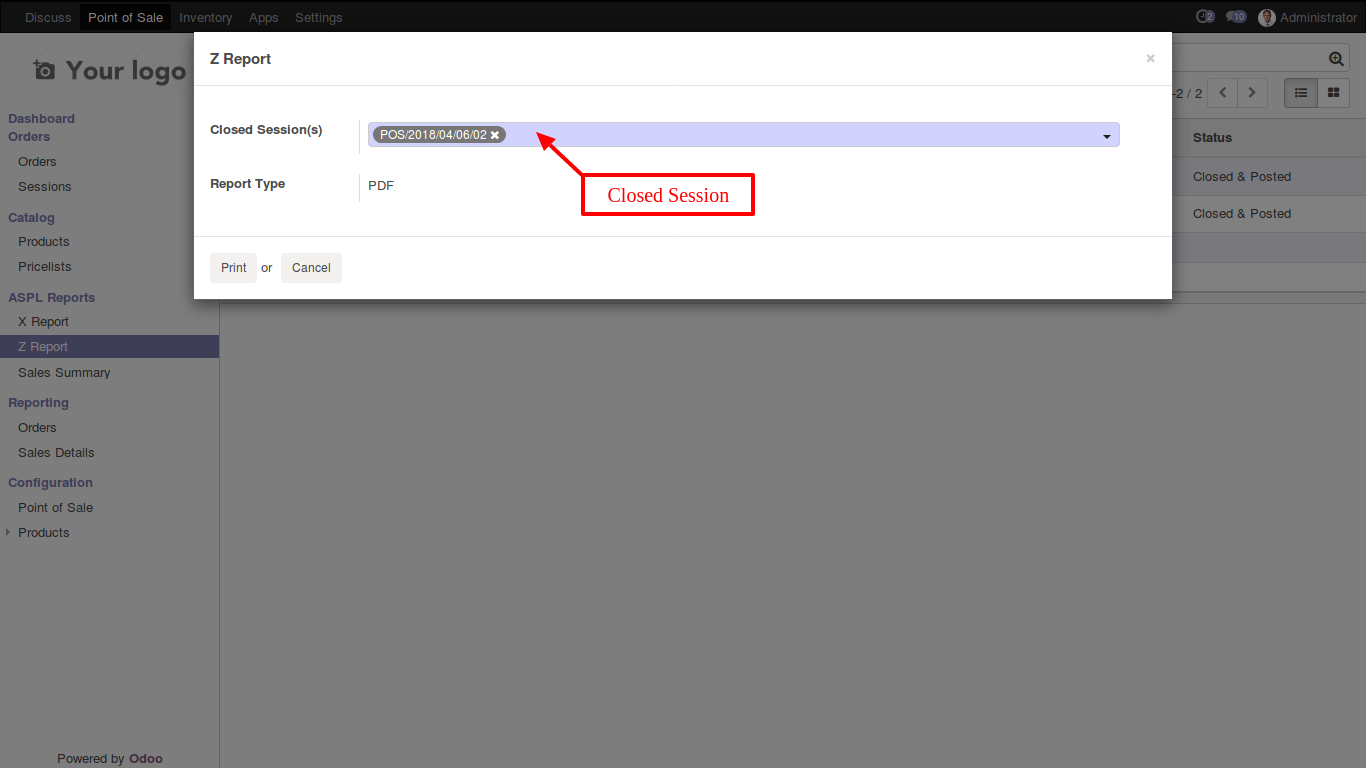 Discuss Point of Sale Inventory Apps Settings 2 10 Administrator
Your logo
Z Report ×
-2 / 2
Dashboard
Orders
Orders
Sessions
Catalog
Products
Pricelists
ASPL Reports
X Report
Z Report
Sales Summary
Reporting
Orders
Sales Details
Configuration
Point of Sale
Products
Powered by Odoo
Closed Session(s) POS/2018/04/06/02 ×
Report Type PDF
Closed Session
Print or Cancel
Status
Closed & Posted
Closed & Posted